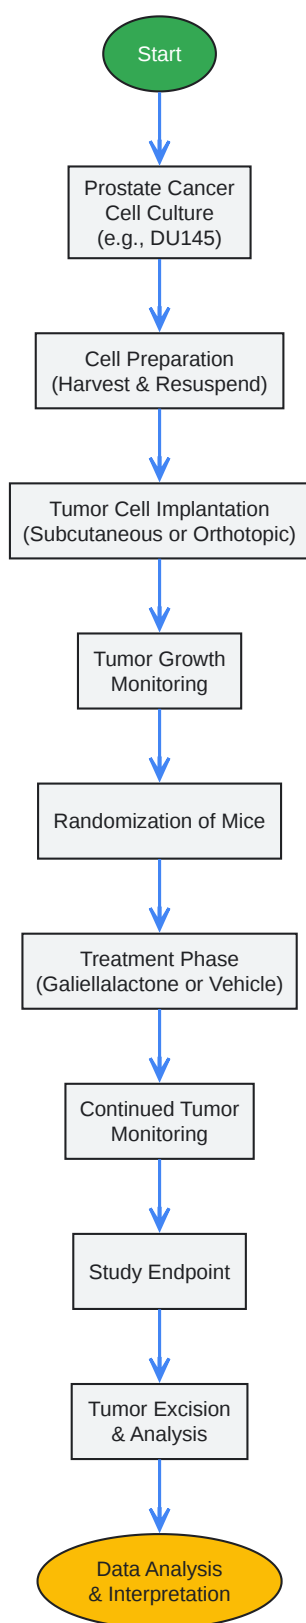 Start
Prostate Cancer
Cell Culture
(e.g., DU145)
Cell Preparation
(Harvest & Resuspend)
Tumor Cell Implantation
(Subcutaneous or Orthotopic)
Tumor Growth
Monitoring
Randomization of Mice
Treatment Phase
(Galiellalactone or Vehicle)
Continued Tumor
Monitoring
Study Endpoint
Tumor Excision
& Analysis
Data Analysis
& Interpretation